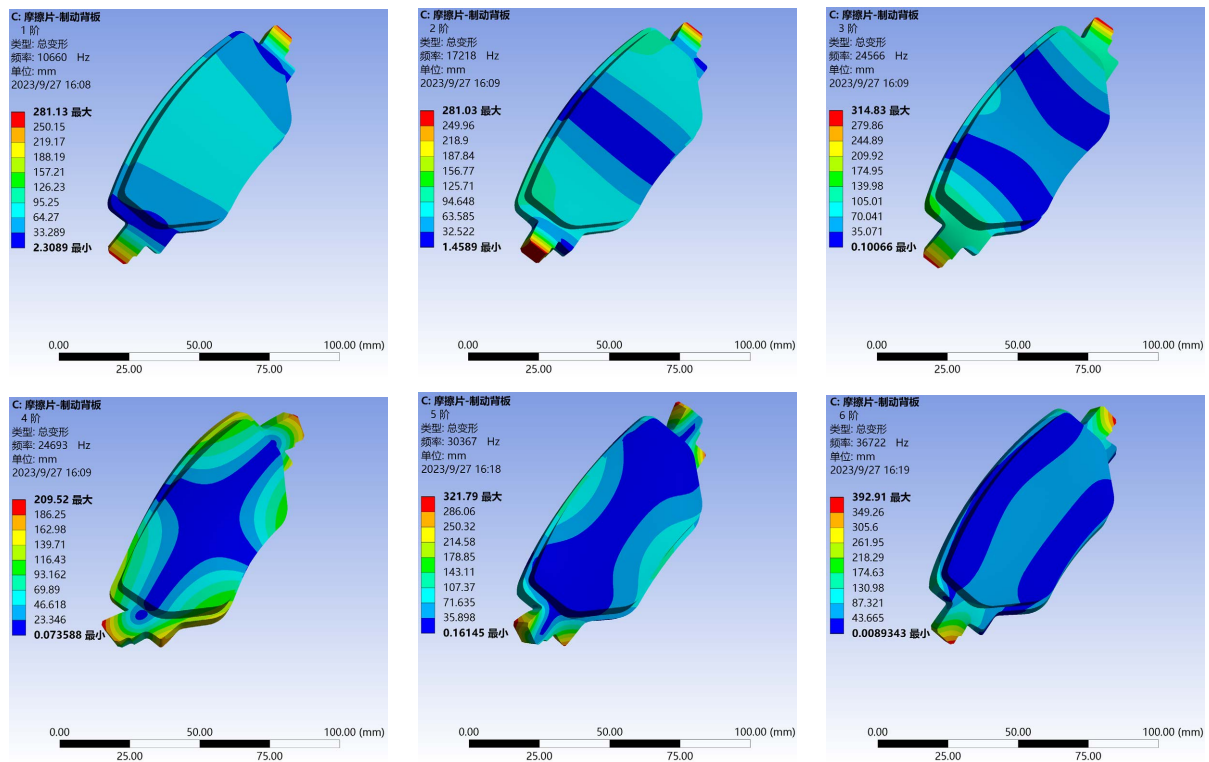 C: 摩擦片-制动背板
1 阶
类型: 总变形
频率: 10660 Hz
单位: mm
2023/9/27 16:08
281.13 最大
250.15
219.17
188.19
157.21
126.23
95.25
64.27
33.289
2.3089 最小
0.00
50.00
100.00 (mm)
25.00
75.00
C: 摩擦片-制动背板
2 阶
类型: 总变形
频率: 17218 Hz
单位: mm
2023/9/27 16:09
281.03 最大
249.96
218.9
187.84
156.77
125.71
94.648
63.585
32.522
1.4589 最小
0.00
50.00
100.00 (mm)
25.00
75.00
C: 摩擦片-制动背板
3 阶
类型: 总变形
频率: 24566 Hz
单位: mm
2023/9/27 16:09
314.83 最大
279.86
244.89
209.92
174.95
139.98
105.01
70.041
35.071
0.10066 最小
0.00
50.00
100.00 (mm)
25.00
75.00
C: 摩擦片-制动背板
4 阶
类型: 总变形
频率: 24693 Hz
单位: mm
2023/9/27 16:09
209.52 最大
186.25
162.98
139.71
116.43
93.162
69.89
46.618
23.346
0.073588 最小
0.00
50.00
100.00 (mm)
25.00
75.00
C: 摩擦片-制动背板
5 阶
类型: 总变形
频率: 30367 Hz
单位: mm
2023/9/27 16:18
321.79 最大
286.06
250.32
214.58
178.85
143.11
107.37
71.635
35.898
0.16145 最小
0.00
50.00
100.00 (mm)
25.00
75.00
C: 摩擦片-制动背板
6 阶
类型: 总变形
频率: 36722 Hz
单位: mm
2023/9/27 16:19
392.91 最大
349.26
305.6
261.95
218.29
174.63
130.98
87.321
43.665
0.0089343 最小
0.00
50.00
100.00 (mm)
25.00
75.00